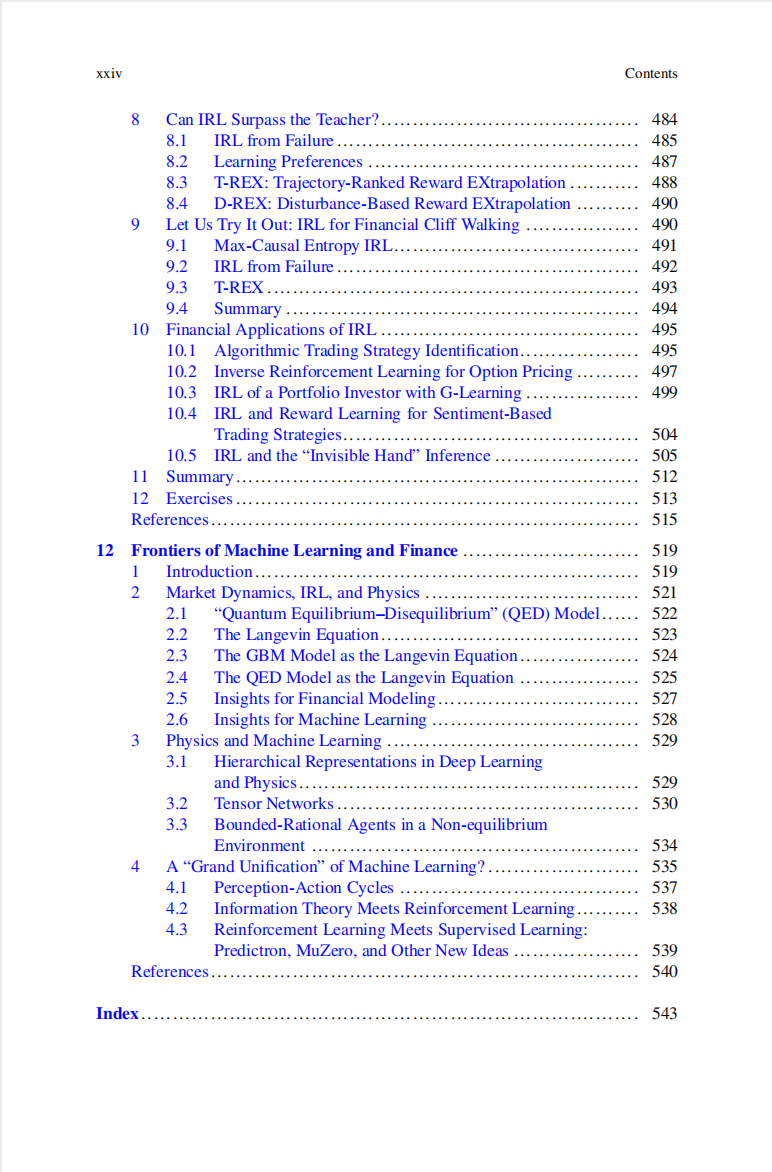 xxiv Contents
8 Can IRL Surpass the Teacher?........................................ 484
8.1 IRL from Failure ............................................... 485
8.2 Learning Preferences .......................................... 487
8.3 T-REX: Trajectory-Ranked Reward EXtrapolation ........... 488
8.4 D-REX: Disturbance-Based Reward EXtrapolation .......... 490
9 Let Us Try It Out: IRL for Financial Cliff Walking .................. 490
9.1 Max-Causal Entropy IRL...................................... 491
9.2 IRL from Failure ............................................... 492
9.3 T-REX .......................................................... 493
9.4 Summary ....................................................... 494
10 Financial Applications of IRL ........................................ 495
10.1 Algorithmic Trading Strategy Identification................... 495
10.2 Inverse Reinforcement Learning for Option Pricing .......... 497
10.3 IRL of a Portfolio Investor with G-Learning .................. 499
10.4 IRL and Reward Learning for Sentiment-Based
Trading Strategies.............................................. 504
10.5 IRL and the “Invisible Hand” Inference ....................... 505
11 Summary............................................................... 512
12 Exercises ............................................................... 513
References................................................................... 515
12 Frontiers of Machine Learning and Finance ............................ 519
1 Introduction............................................................ 519
2 Market Dynamics, IRL, and Physics .................................. 521
2.1 “Quantum Equilibrium–Disequilibrium” (QED) Model...... 522
2.2 The Langevin Equation........................................ 523
2.3 The GBM Model as the Langevin Equation................... 524
2.4 The QED Model as the Langevin Equation ................... 525
2.5 Insights for Financial Modeling................................ 527
2.6 Insights for Machine Learning ................................. 528
3 Physics and Machine Learning ........................................ 529
3.1 Hierarchical Representations in Deep Learning
and Physics..................................................... 529
3.2 Tensor Networks ............................................... 530
3.3 Bounded-Rational Agents in a Non-equilibrium
Environment ................................................... 534
4 A “Grand Unification” of Machine Learning? ........................ 535
4.1 Perception-Action Cycles ...................................... 537
4.2 Information Theory Meets Reinforcement Learning.......... 538
4.3 Reinforcement Learning Meets Supervised Learning:
Predictron, MuZero, and Other New Ideas .................... 539
References................................................................... 540
Index.............................................................................. 543